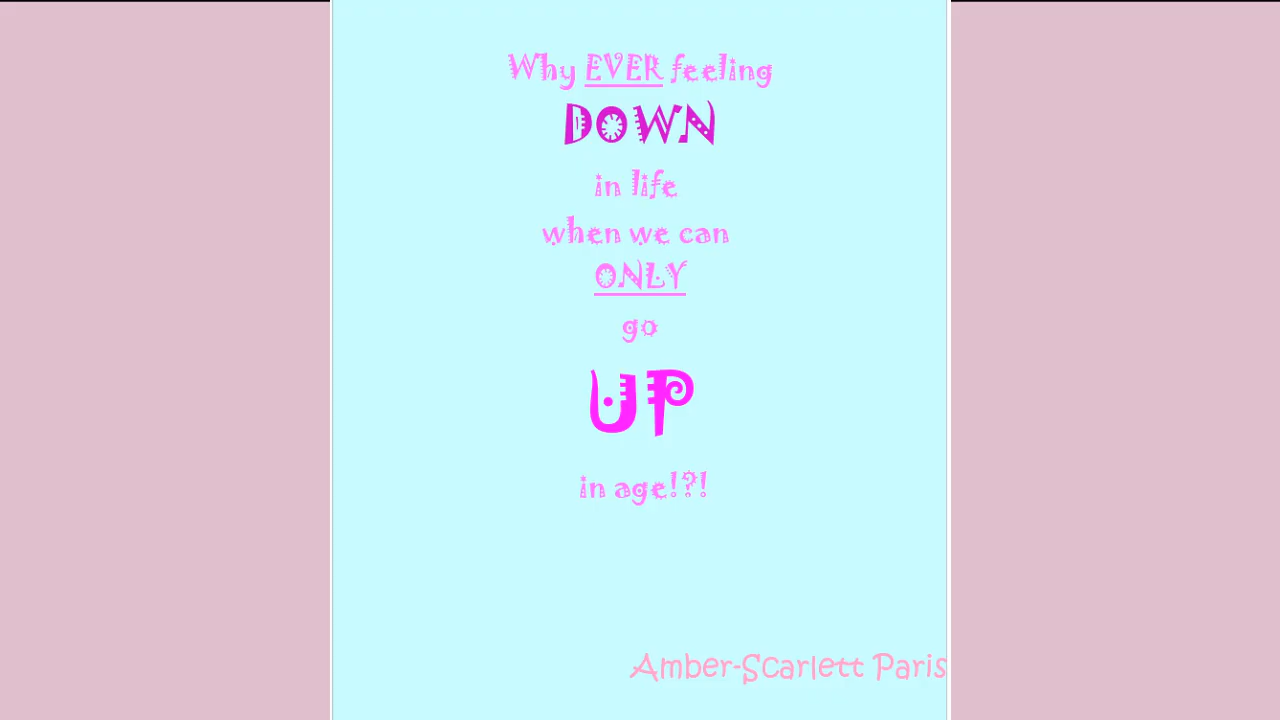 Why EVER feeling
DOWN
in life
when we can
ONLY
go
UP
in age!?!
Amber-Scarlett Paris